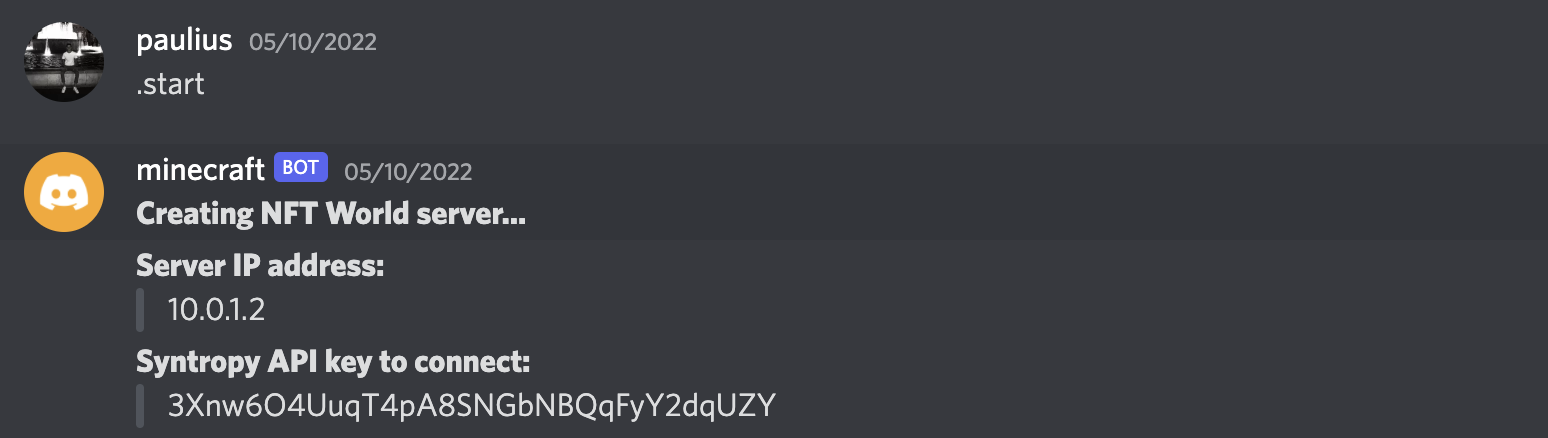 paulius 05/10/2022
.start
minecraft BOT 05/10/2022
Creating NFT World server...
Server IP address:
10.0.1.2
Syntropy API key to connect:
3Xnw6O4UuqT4pA8SNGbNBQqFyY2dqUZY